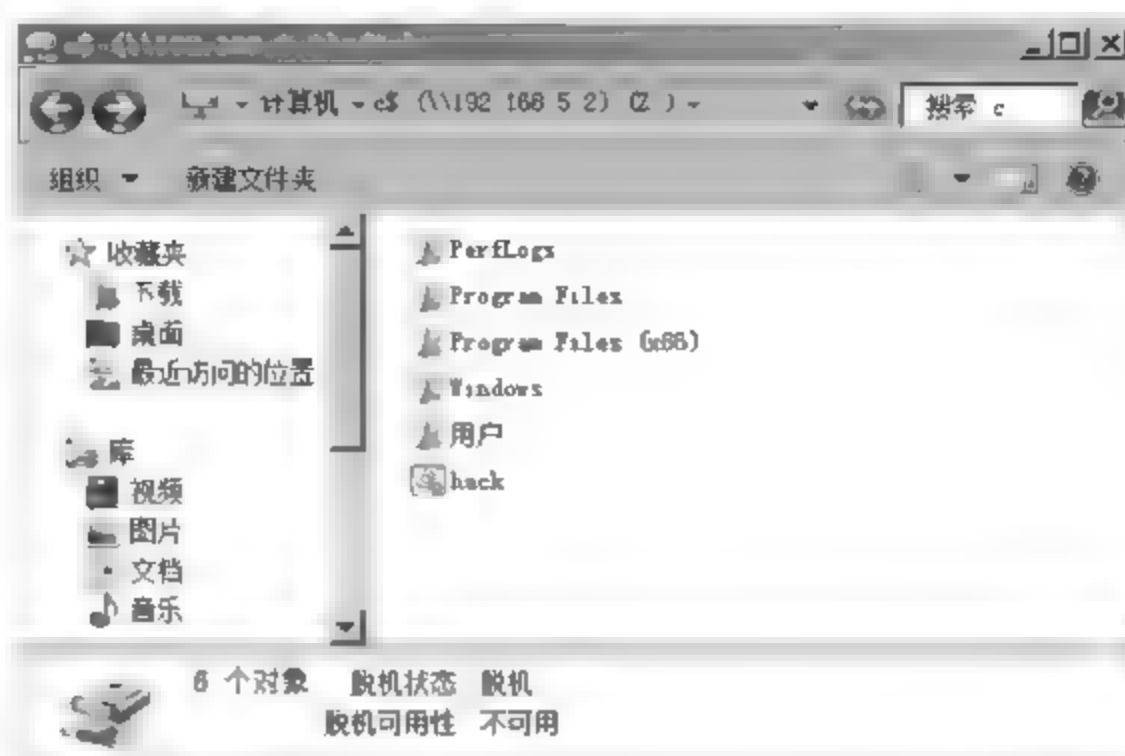 计算机 c$ (\\192 168 5 2) (Z )
搜索 c
组织 新建文件夹
收藏夹
下载
桌面
最近访问的位置
库
视频
图片
文档
音乐
PerfLogs
Program Files
Program Files (x86)
Windows
用户
hack
6 个对象 脱机状态 脱机
脱机可用性 不可用